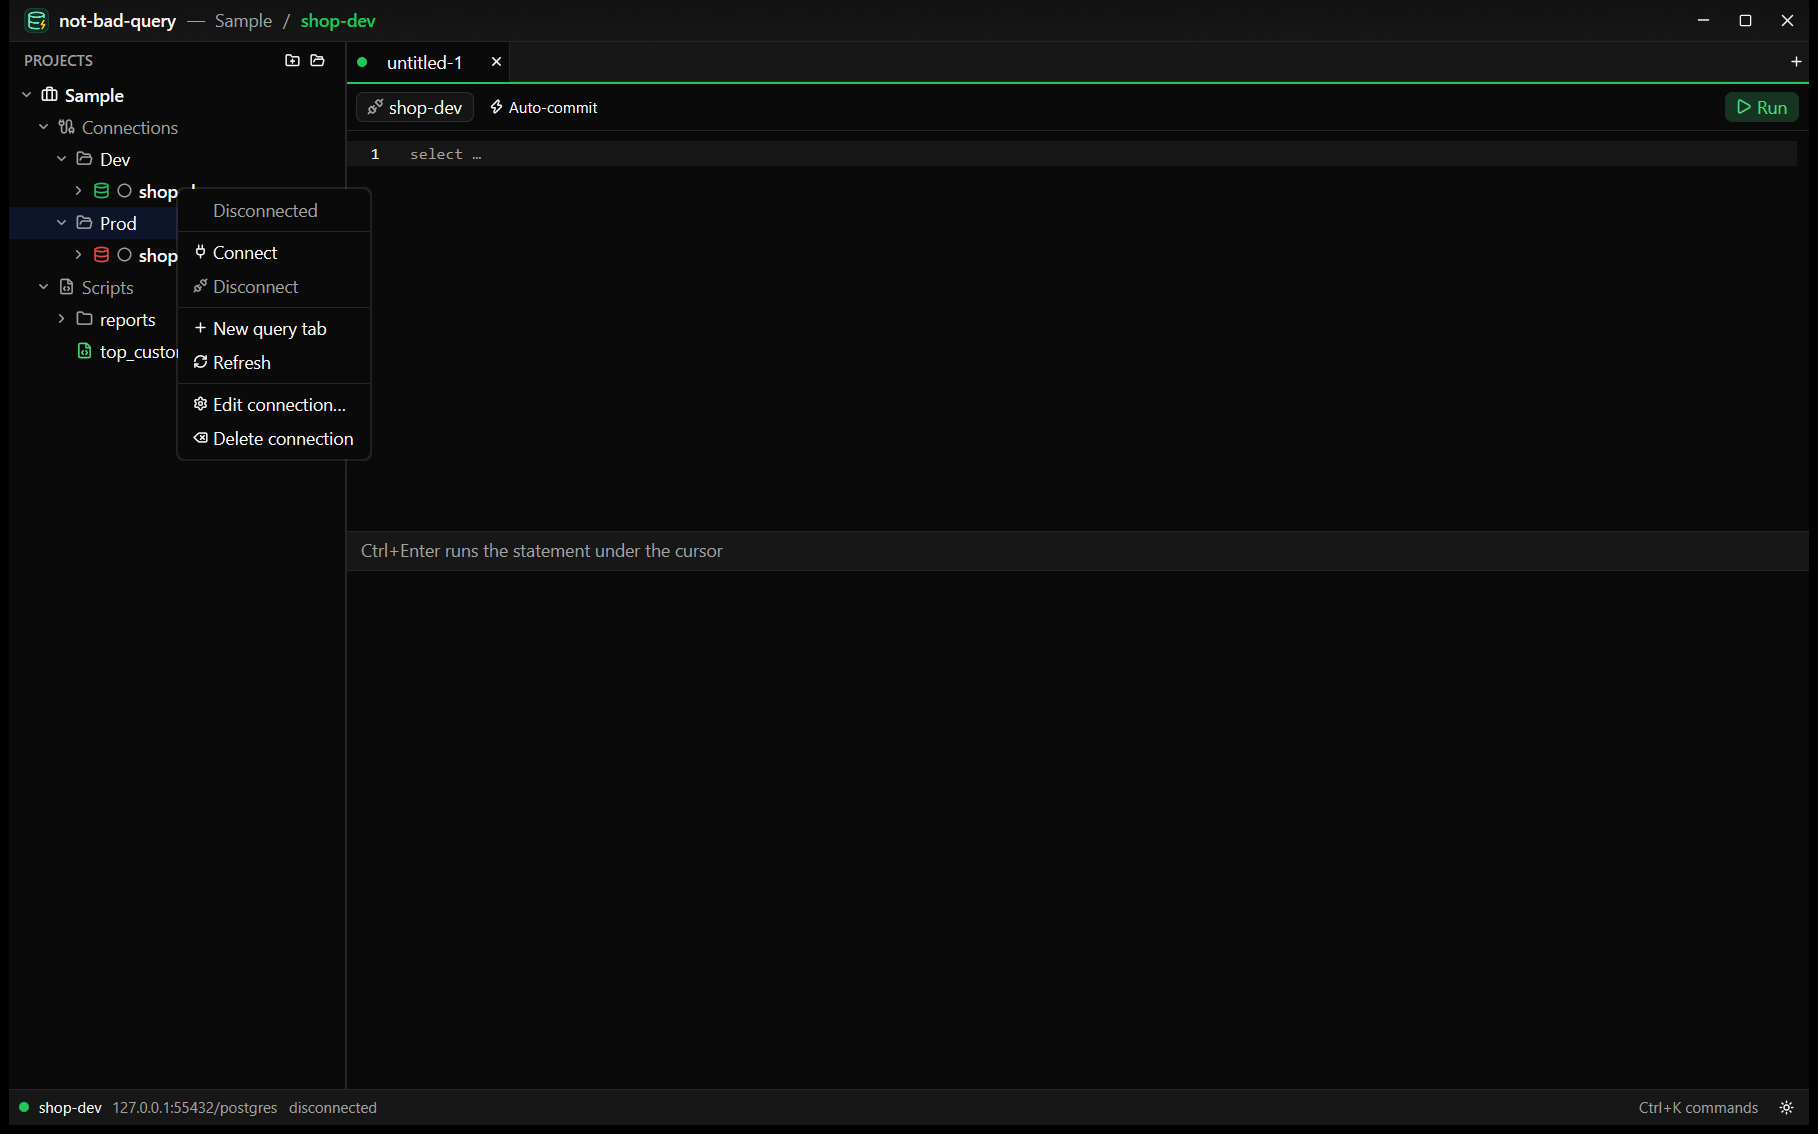 not-bad-query — Sample / shop-dev
PROJECTS
Sample
Connections
Dev
shop
Prod
shop
Scripts
reports
top_custo
Disconnected
Connect
Disconnect
New query tab
Refresh
Edit connection...
Delete connection
untitled-1
shop-dev
Auto-commit
Run
1 select …
Ctrl+Enter runs the statement under the cursor
shop-dev 127.0.0.1:55432/postgres disconnected
Ctrl+K commands